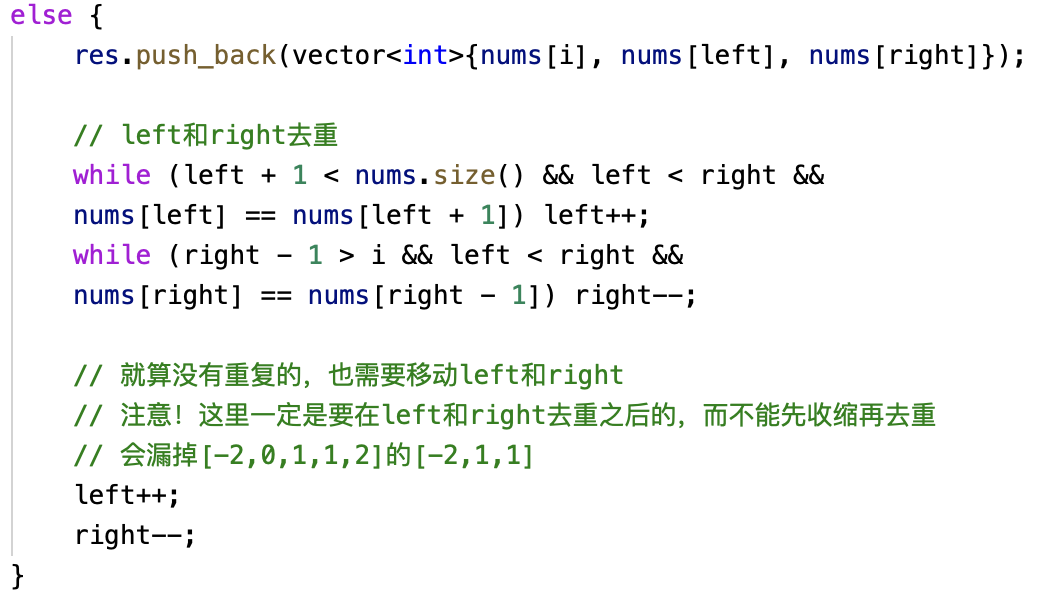 else {
    res.push_back(vector<int>{nums[i], nums[left], nums[right]});
    // left和right去重
    while (left + 1 < nums.size() && left < right &&
    nums[left] == nums[left + 1]) left++;
    while (right - 1 > i && left < right &&
    nums[right] == nums[right - 1]) right--;
    // 就算没有重复的，也需要移动left和right
    // 注意！这里一定是要在left和right去重之后的，而不能先收缩再去重
    // 会漏掉[-2,0,1,1,2]的[-2,1,1]
    left++;
    right--;
}